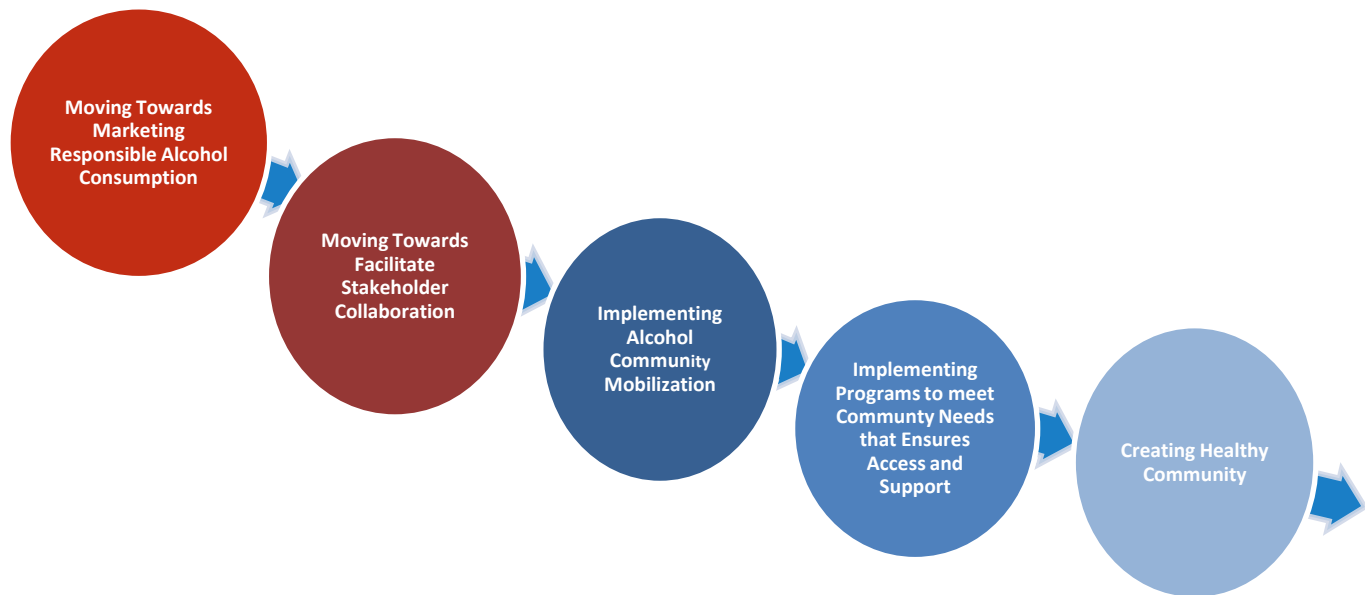 Moving Towards
Marketing
Responsible Alcohol
Consumption
Moving Towards
Facilitate
Stakeholder
Collaboration
Implementing
Alcohol
Community
Mobilization
Implementing
Programs to meet
Communty Needs
that Ensures
Access and
Support
Creating Healthy
Community